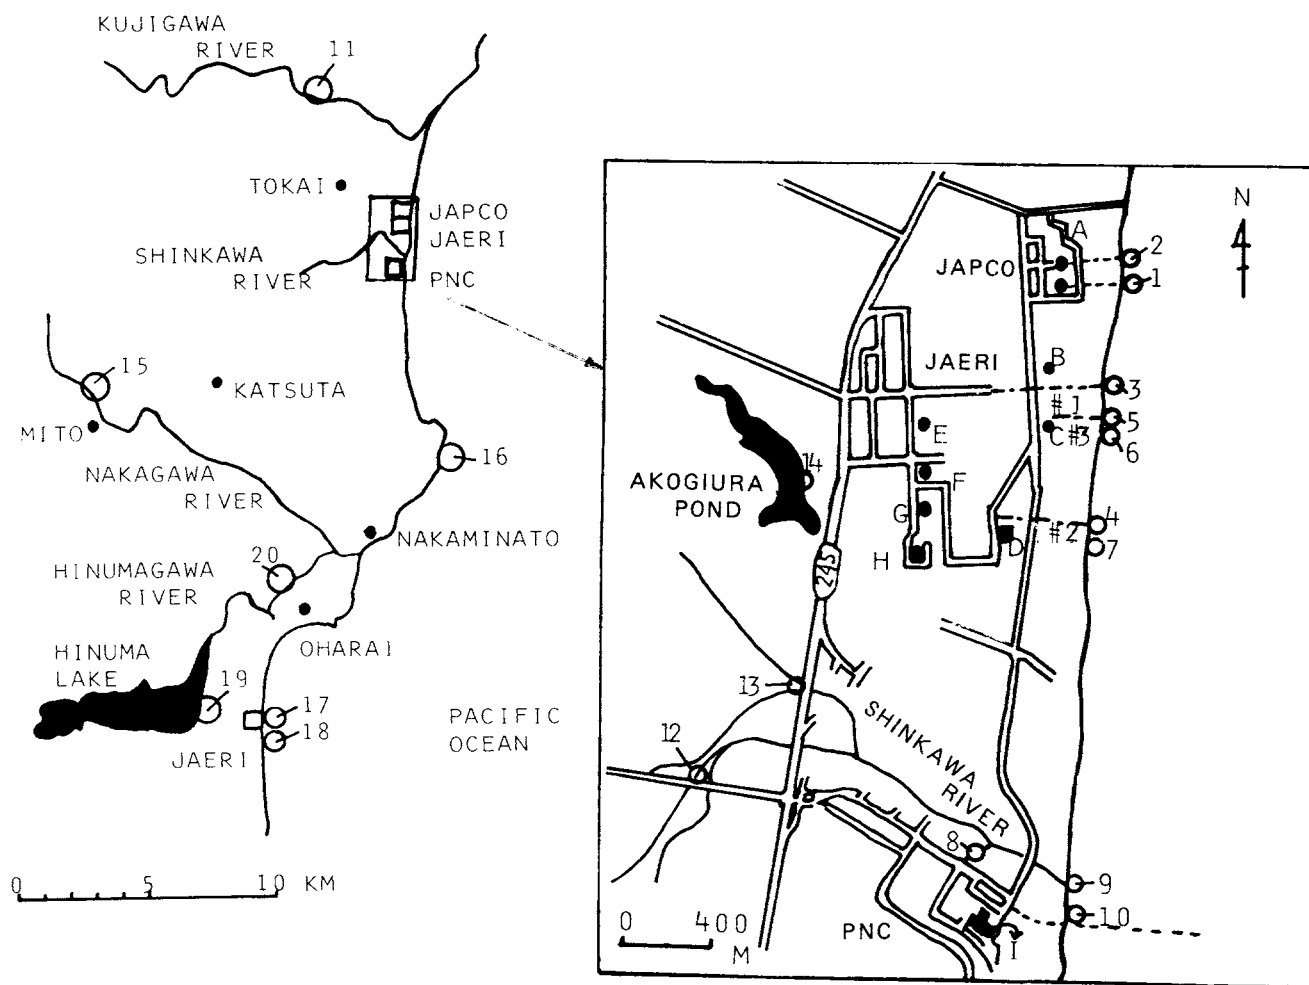 KUJIGAWA
RIVER
11
TOKAI
JAPCO
JAERI
SHINKAWA
RIVER
PNC
15
KATSUTA
MITO
16
NAKAGAWA
RIVER
NAKAMINATO
20
HINUMAGAWA
RIVER
OHARAI
HINUMA
LAKE
19
17
18
JAERI
PACIFIC
OCEAN
0 5 10 KM
N
A
2
JAPCO
1
B
JAERI
3
#1
5
E
C #3
6
14
AKOGIURA
POND
F
G
4
D #2
7
H
245
13
SHINKAWA
RIVER
12
8
9
10
PNC
I
0 400
M